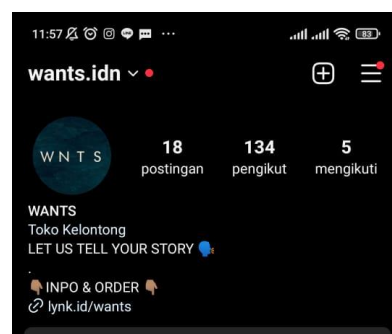 11:57 83
wants.idn
WNTS
18 134 5
postingan pengikut mengikuti
WANTS
Toko Kelontong
LET US TELL YOUR STORY 🗣️
.
👇🏽 INPO & ORDER 👇🏽
lynk.id/wants